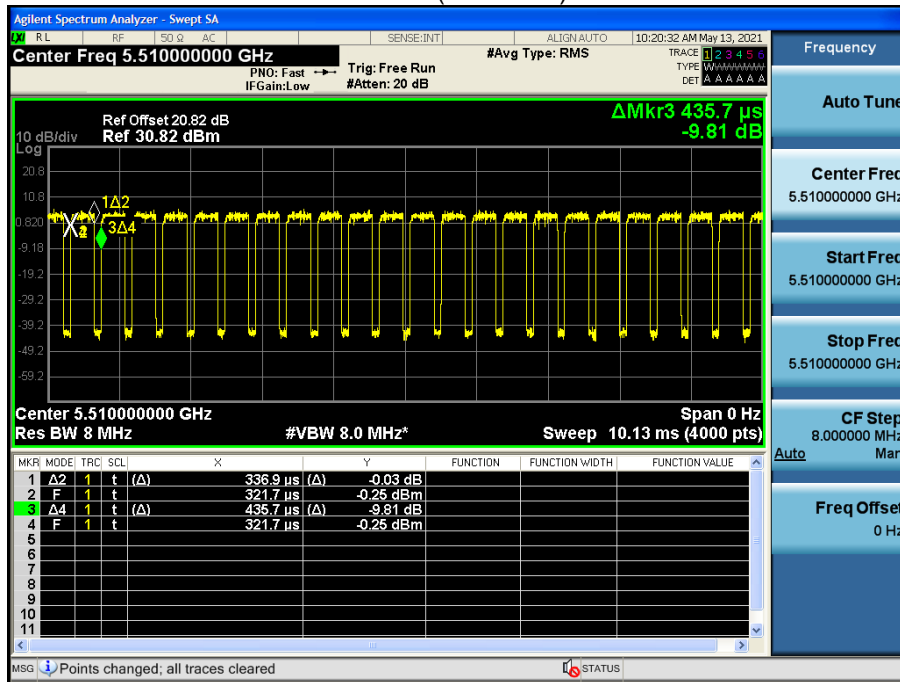 Agilent Spectrum Analyzer - Swept SA
LXI RL RF 50 Ω AC SENSE:INT ALIGN AUTO 10:20:32 AM May 13, 2021
Center Freq 5.510000000 GHz #Avg Type: RMS TRACE 1 2 3 4 5 6
PNO: Fast Trig: Free Run TYPE WWWWWW
IFGain:Low #Atten: 20 dB DET A A A A A A
Frequency
Auto Tune
Center Freq
5.510000000 GHz
Start Freq
5.510000000 GHz
Stop Freq
5.510000000 GHz
CF Step
8.000000 MHz
Auto Man
Freq Offset
0 Hz
ΔMkr3 435.7 µs
-9.81 dB
Ref Offset 20.82 dB
10 dB/div Ref 30.82 dBm
Log
20.8
10.8
0.820
-9.18
-19.2
-29.2
-39.2
-49.2
-59.2
1Δ2
3Δ4
Center 5.510000000 GHz Span 0 Hz
Res BW 8 MHz #VBW 8.0 MHz* Sweep 10.13 ms (4000 pts)
MKR MODE TRC SCL X Y FUNCTION FUNCTION WIDTH FUNCTION VALUE
1 Δ2 1 t (Δ) 336.9 µs (Δ) -0.03 dB
2 F 1 t 321.7 µs -0.25 dBm
3 Δ4 1 t (Δ) 435.7 µs (Δ) -9.81 dB
4 F 1 t 321.7 µs -0.25 dBm
5
6
7
8
9
10
11
MSG Points changed; all traces cleared STATUS